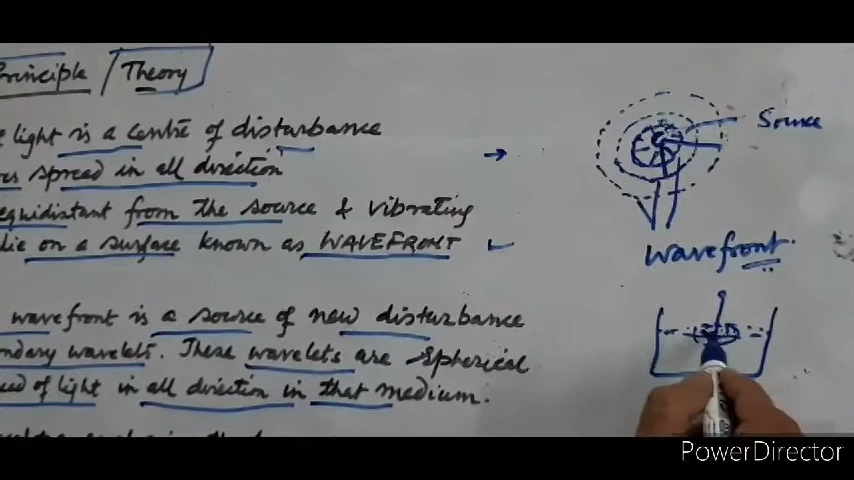 Principle / Theory
light is a centre of disturbance
spread in all direction
equidistant from the source & vibrating
lie on a surface known as WAVEFRONT
wavefront is a source of new disturbance
wavelets. These wavelets are spherical
of light in all direction in that medium.
Source
Wavefront
PowerDirector